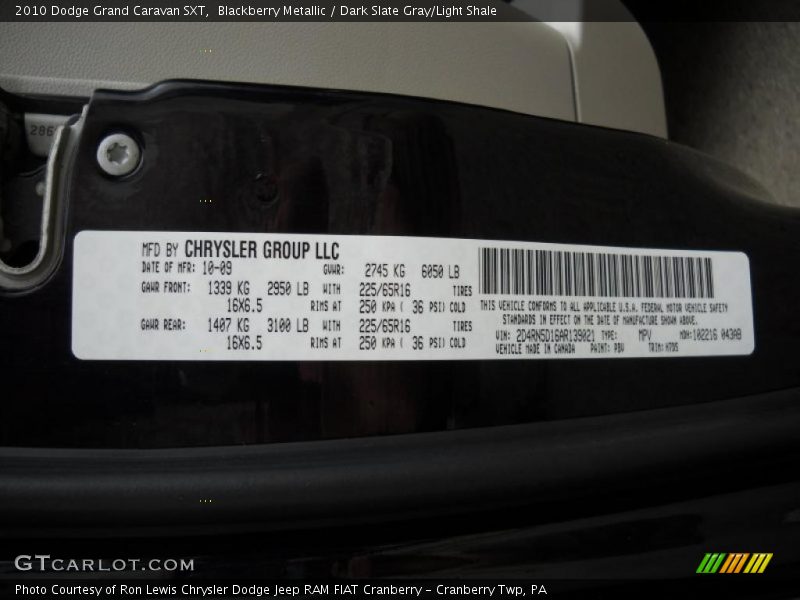 2010 Dodge Grand Caravan SXT,  Blackberry Metallic / Dark Slate Gray/Light Shale
286
MFD BY CHRYSLER GROUP LLC
DATE OF MFR: 10-09 GVWR: 2745 KG 6050 LB
GAWR FRONT: 1339 KG 2950 LB WITH 225/65R16 TIRES
16X6.5 RIMS AT 250 KPA ( 36 PSI) COLD
GAWR REAR: 1407 KG 3100 LB WITH 225/65R16 TIRES
16X6.5 RIMS AT 250 KPA ( 36 PSI) COLD
THIS VEHICLE CONFORMS TO ALL APPLICABLE U.S.A. FEDERAL MOTOR VEHICLE SAFETY
STANDARDS IN EFFECT ON THE DATE OF MANUFACTURE SHOWN ABOVE.
VIN: 2D4RN5D16AR139021 TYPE: MPV MDH: 102216 043AB
VEHICLE MADE IN CANADA PAINT: PBV TRIM:
GTCARLOT.COM
Photo Courtesy of Ron Lewis Chrysler Dodge Jeep RAM FIAT Cranberry - Cranberry Twp, PA